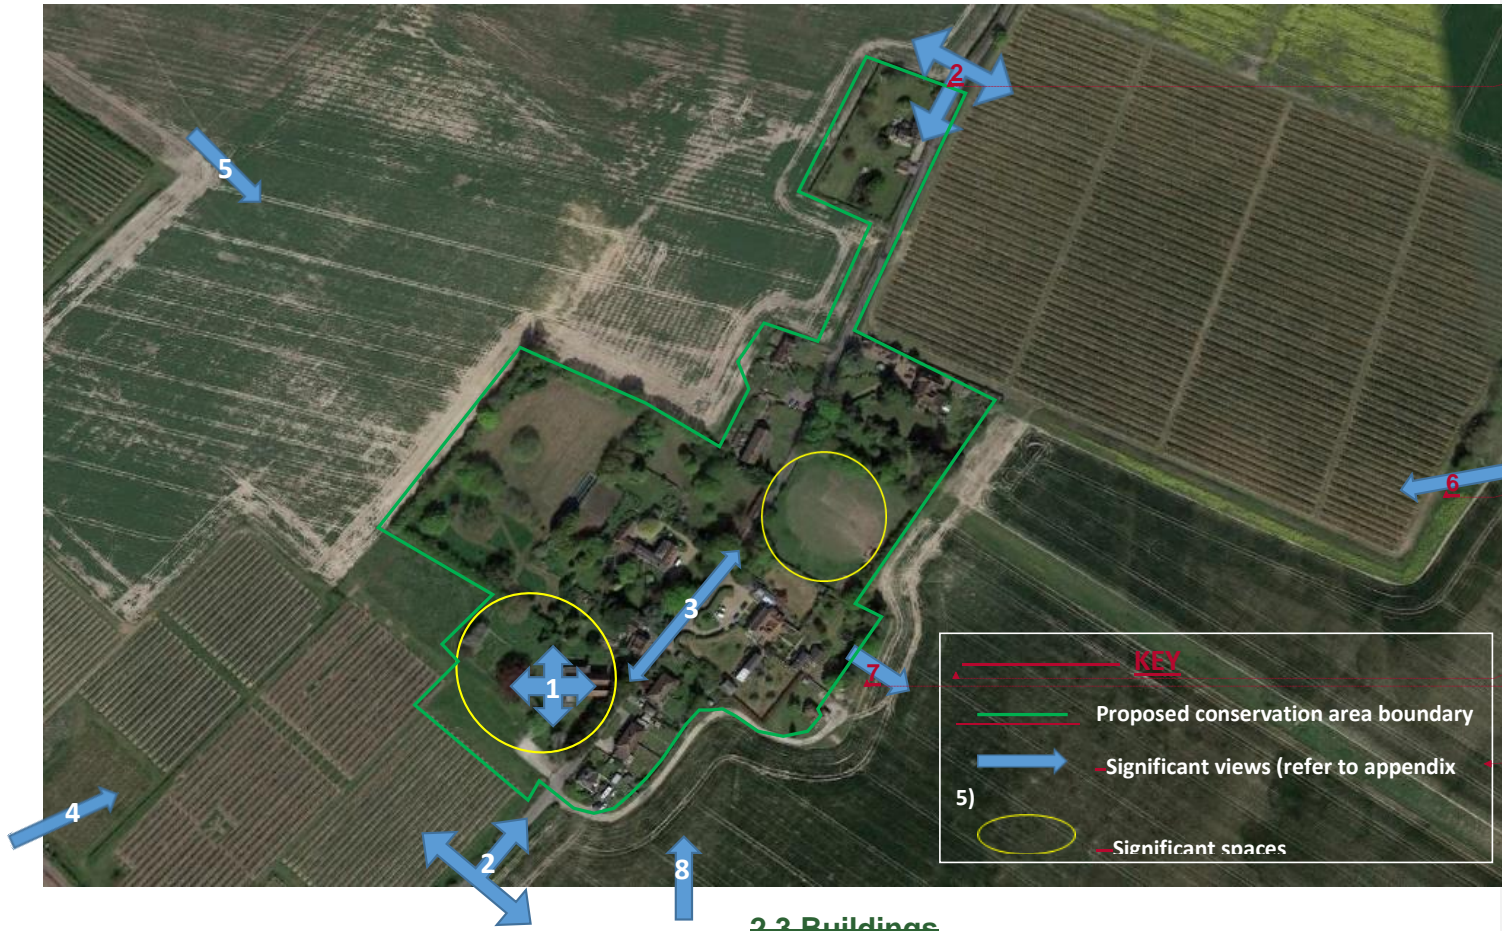 2
5
6
3
7
1
KEY
Proposed conservation area boundary
Significant views (refer to appendix
5)
Significant spaces
4
2
8
2.3 Buildings